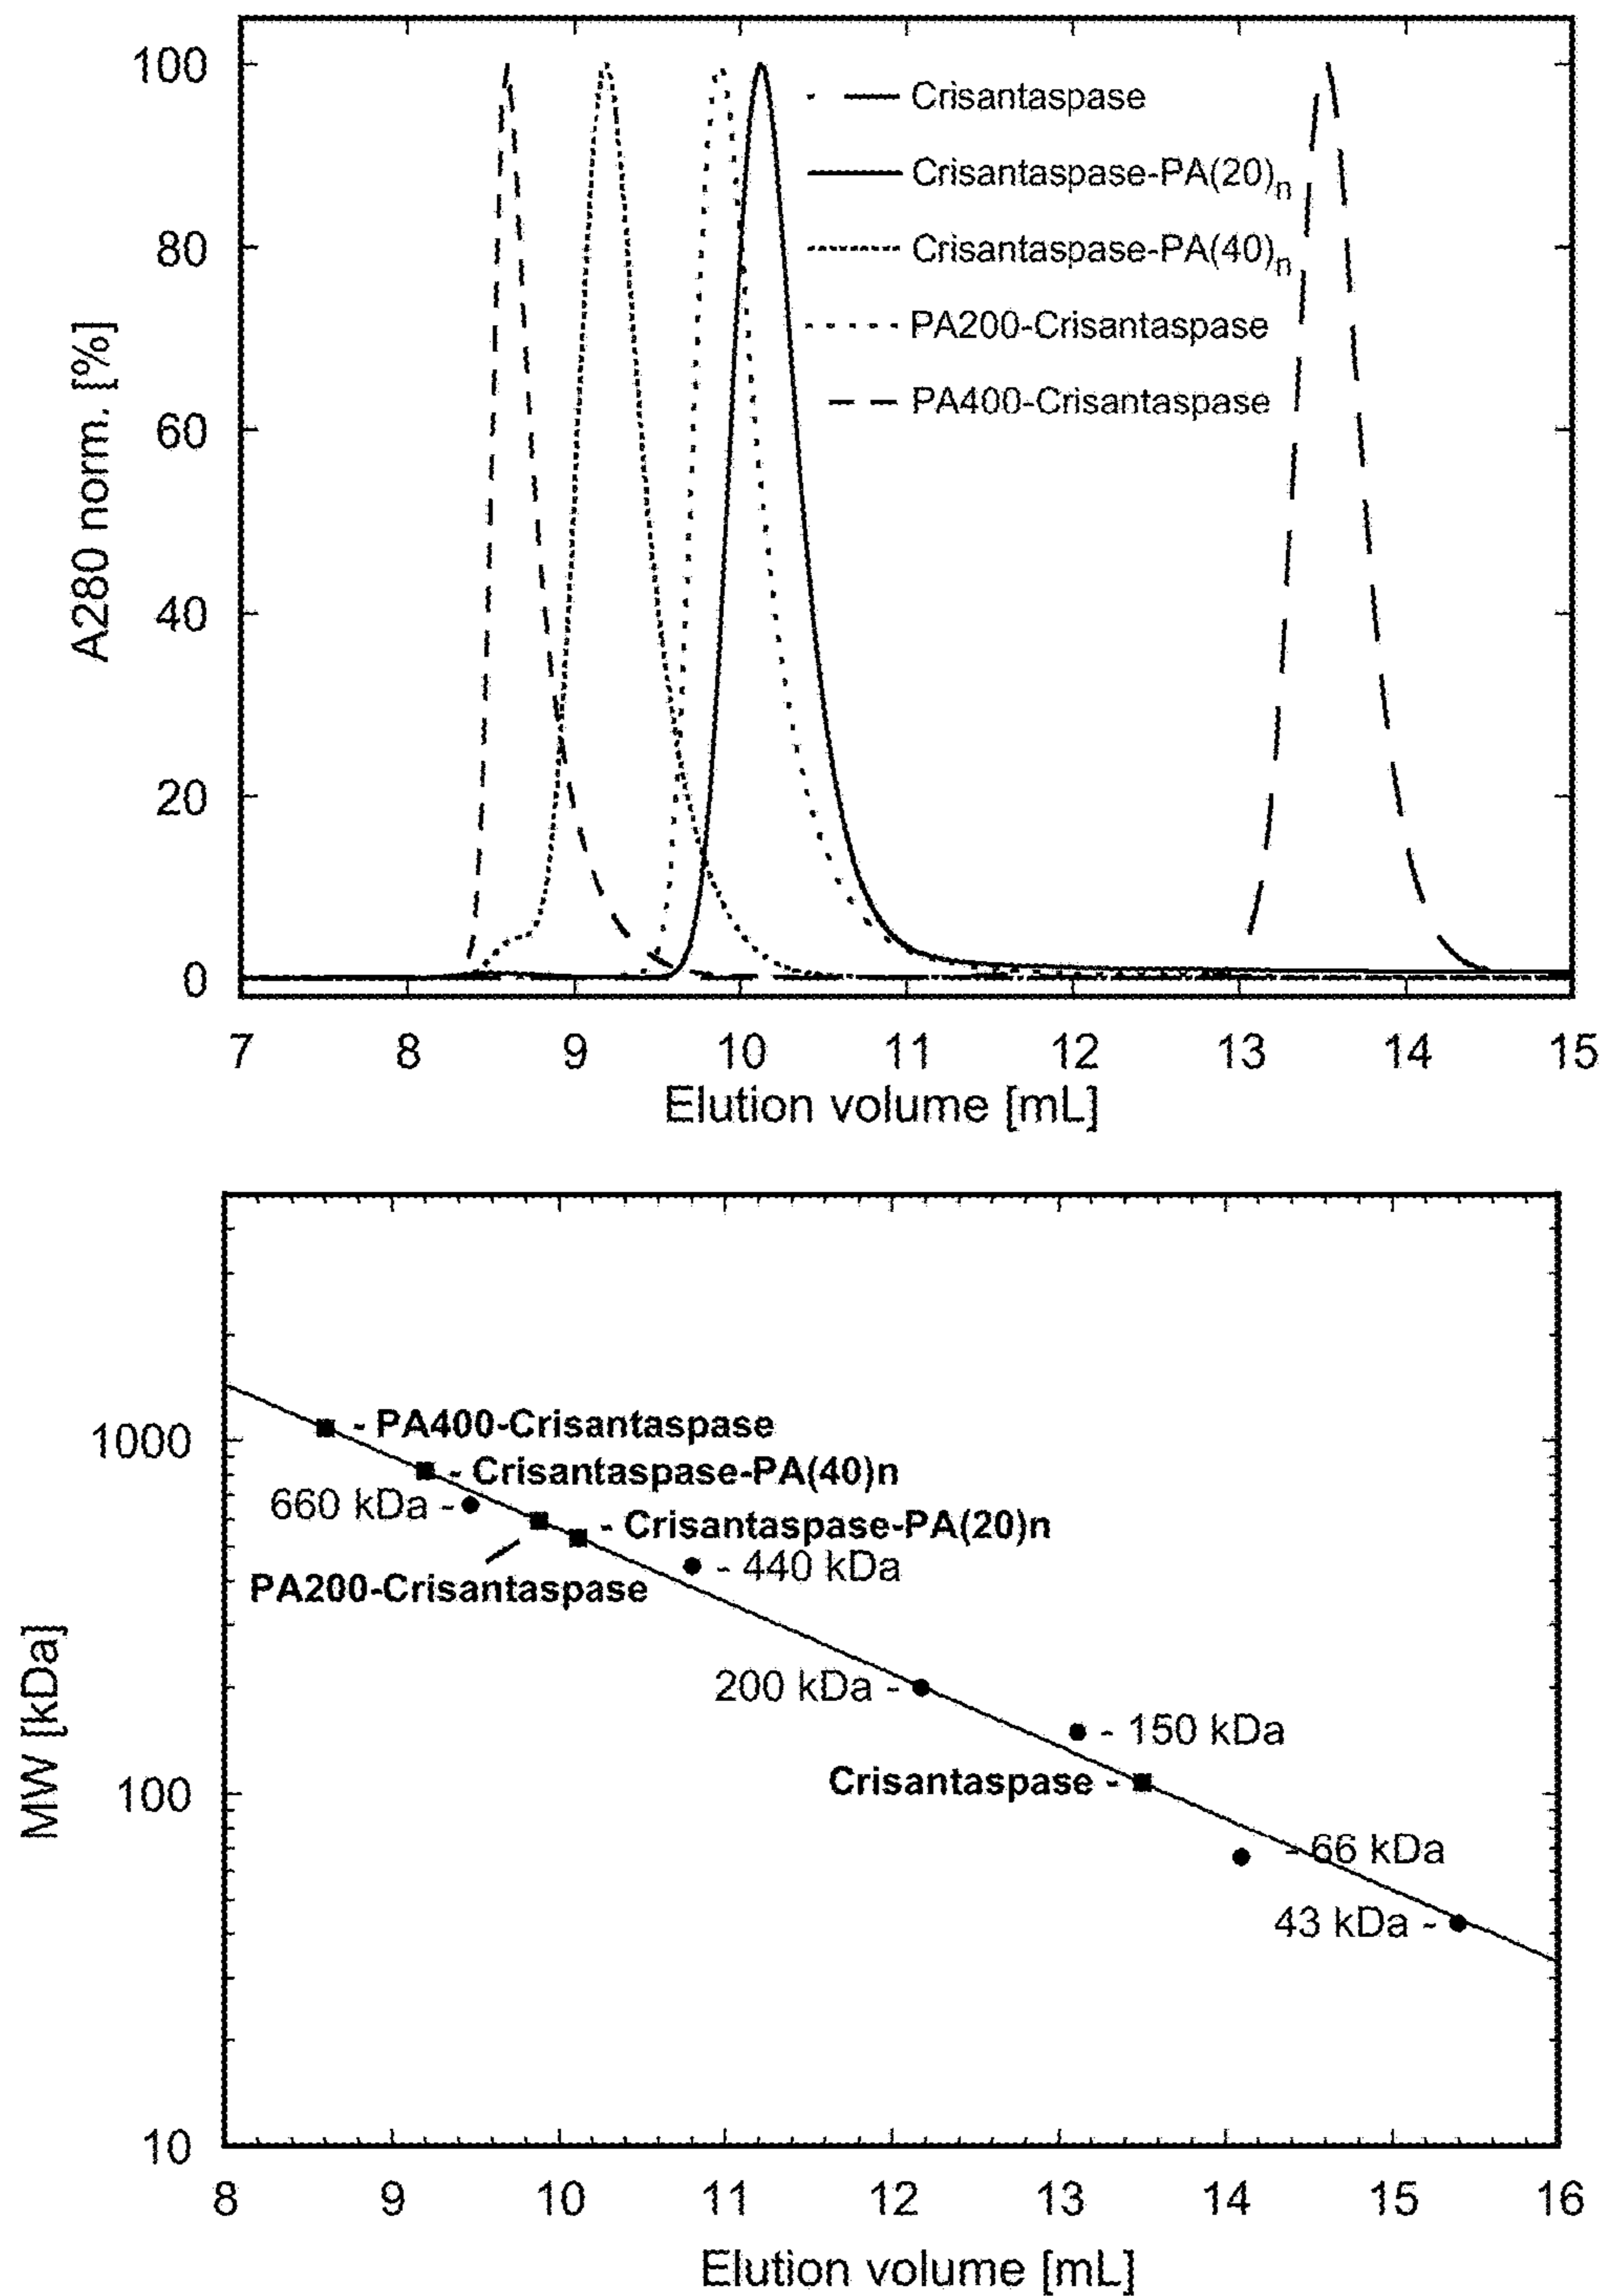 100
80
60
40
20
0
A280 norm. [%]
Crisantaspase
Crisantaspase-PA(20)n
Crisantaspase-PA(40)n
PA200-Crisantaspase
PA400-Crisantaspase
7 8 9 10 11 12 13 14 15
Elution volume [mL]
1000
100
10
MW [kDa]
- PA400-Crisantaspase
- Crisantaspase-PA(40)n
660 kDa -
- Crisantaspase-PA(20)n
- 440 kDa
PA200-Crisantaspase
200 kDa -
- 150 kDa
Crisantaspase -
- 66 kDa
43 kDa -
8 9 10 11 12 13 14 15 16
Elution volume [mL]